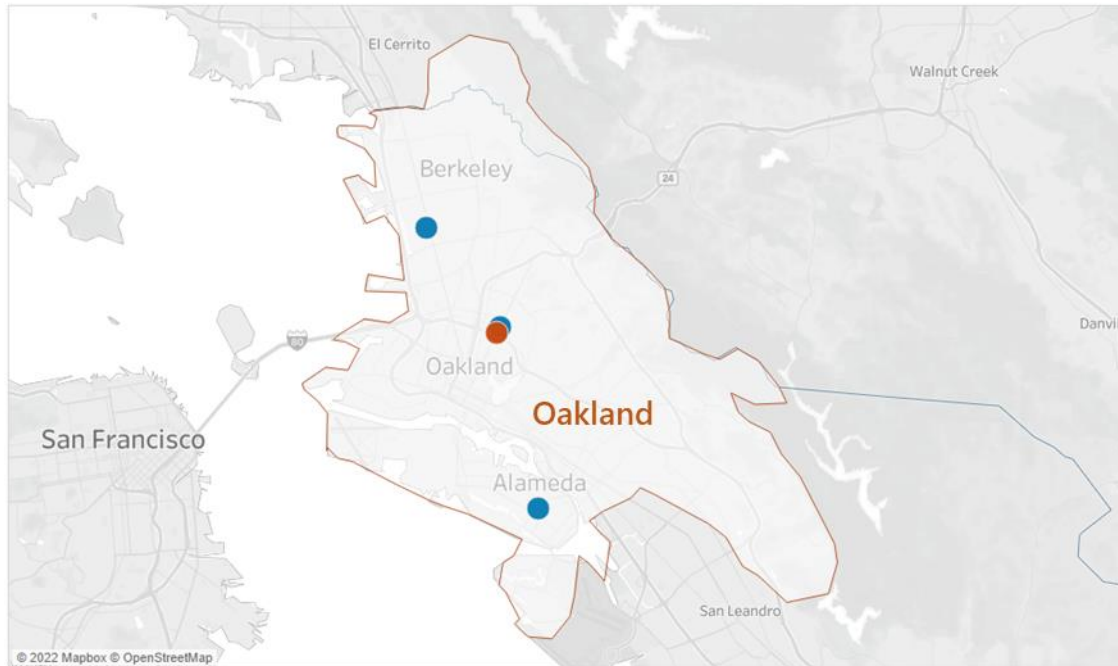 El Cerrito
Walnut Creek
24
Berkeley
80
Danvi
Oakland
Oakland
San Francisco
Alameda
San Leandro
© 2022 Mapbox © OpenStreetMap